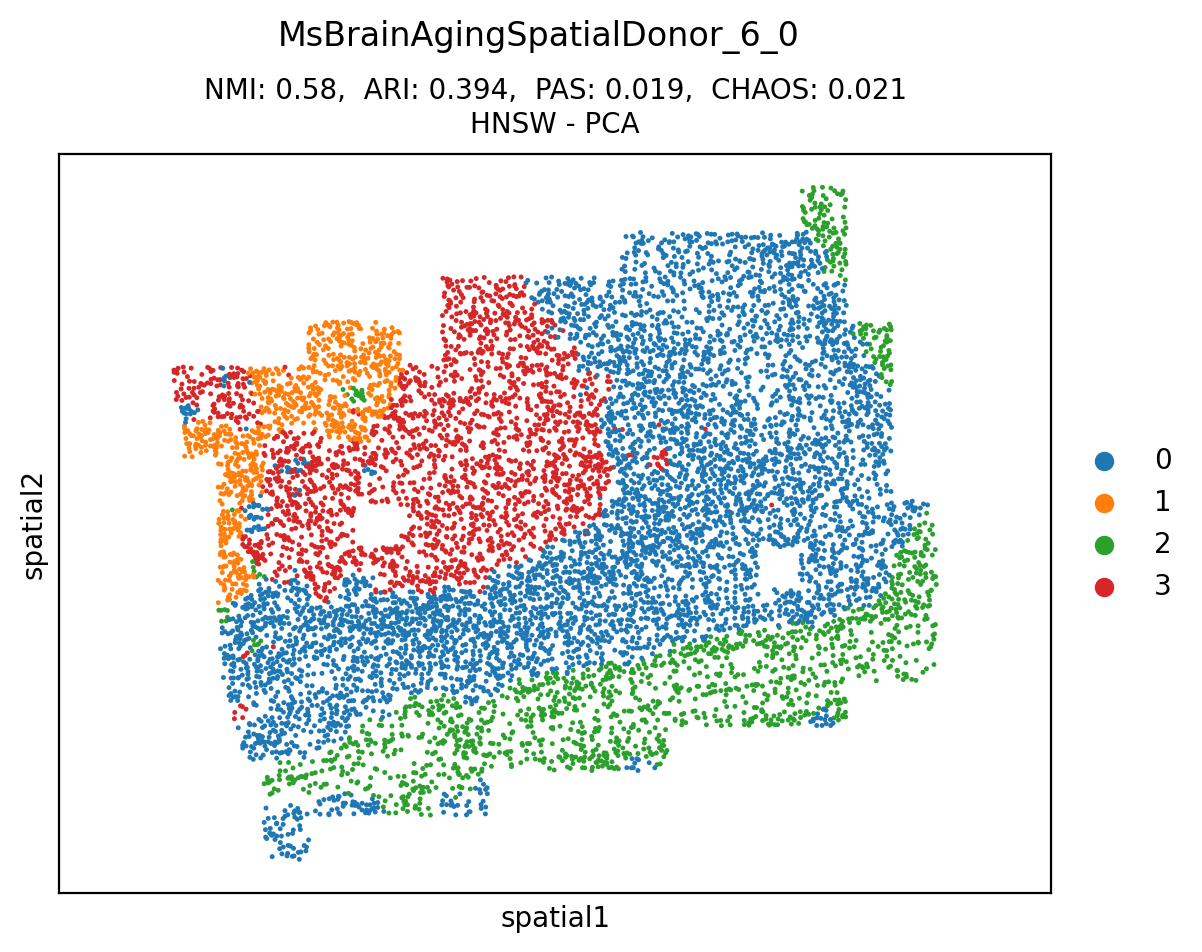 MsBrainAgingSpatialDonor_6_0
NMI: 0.58,  ARI: 0.394,  PAS: 0.019,  CHAOS: 0.021
HNSW - PCA
spatial2
0
1
2
3
spatial1